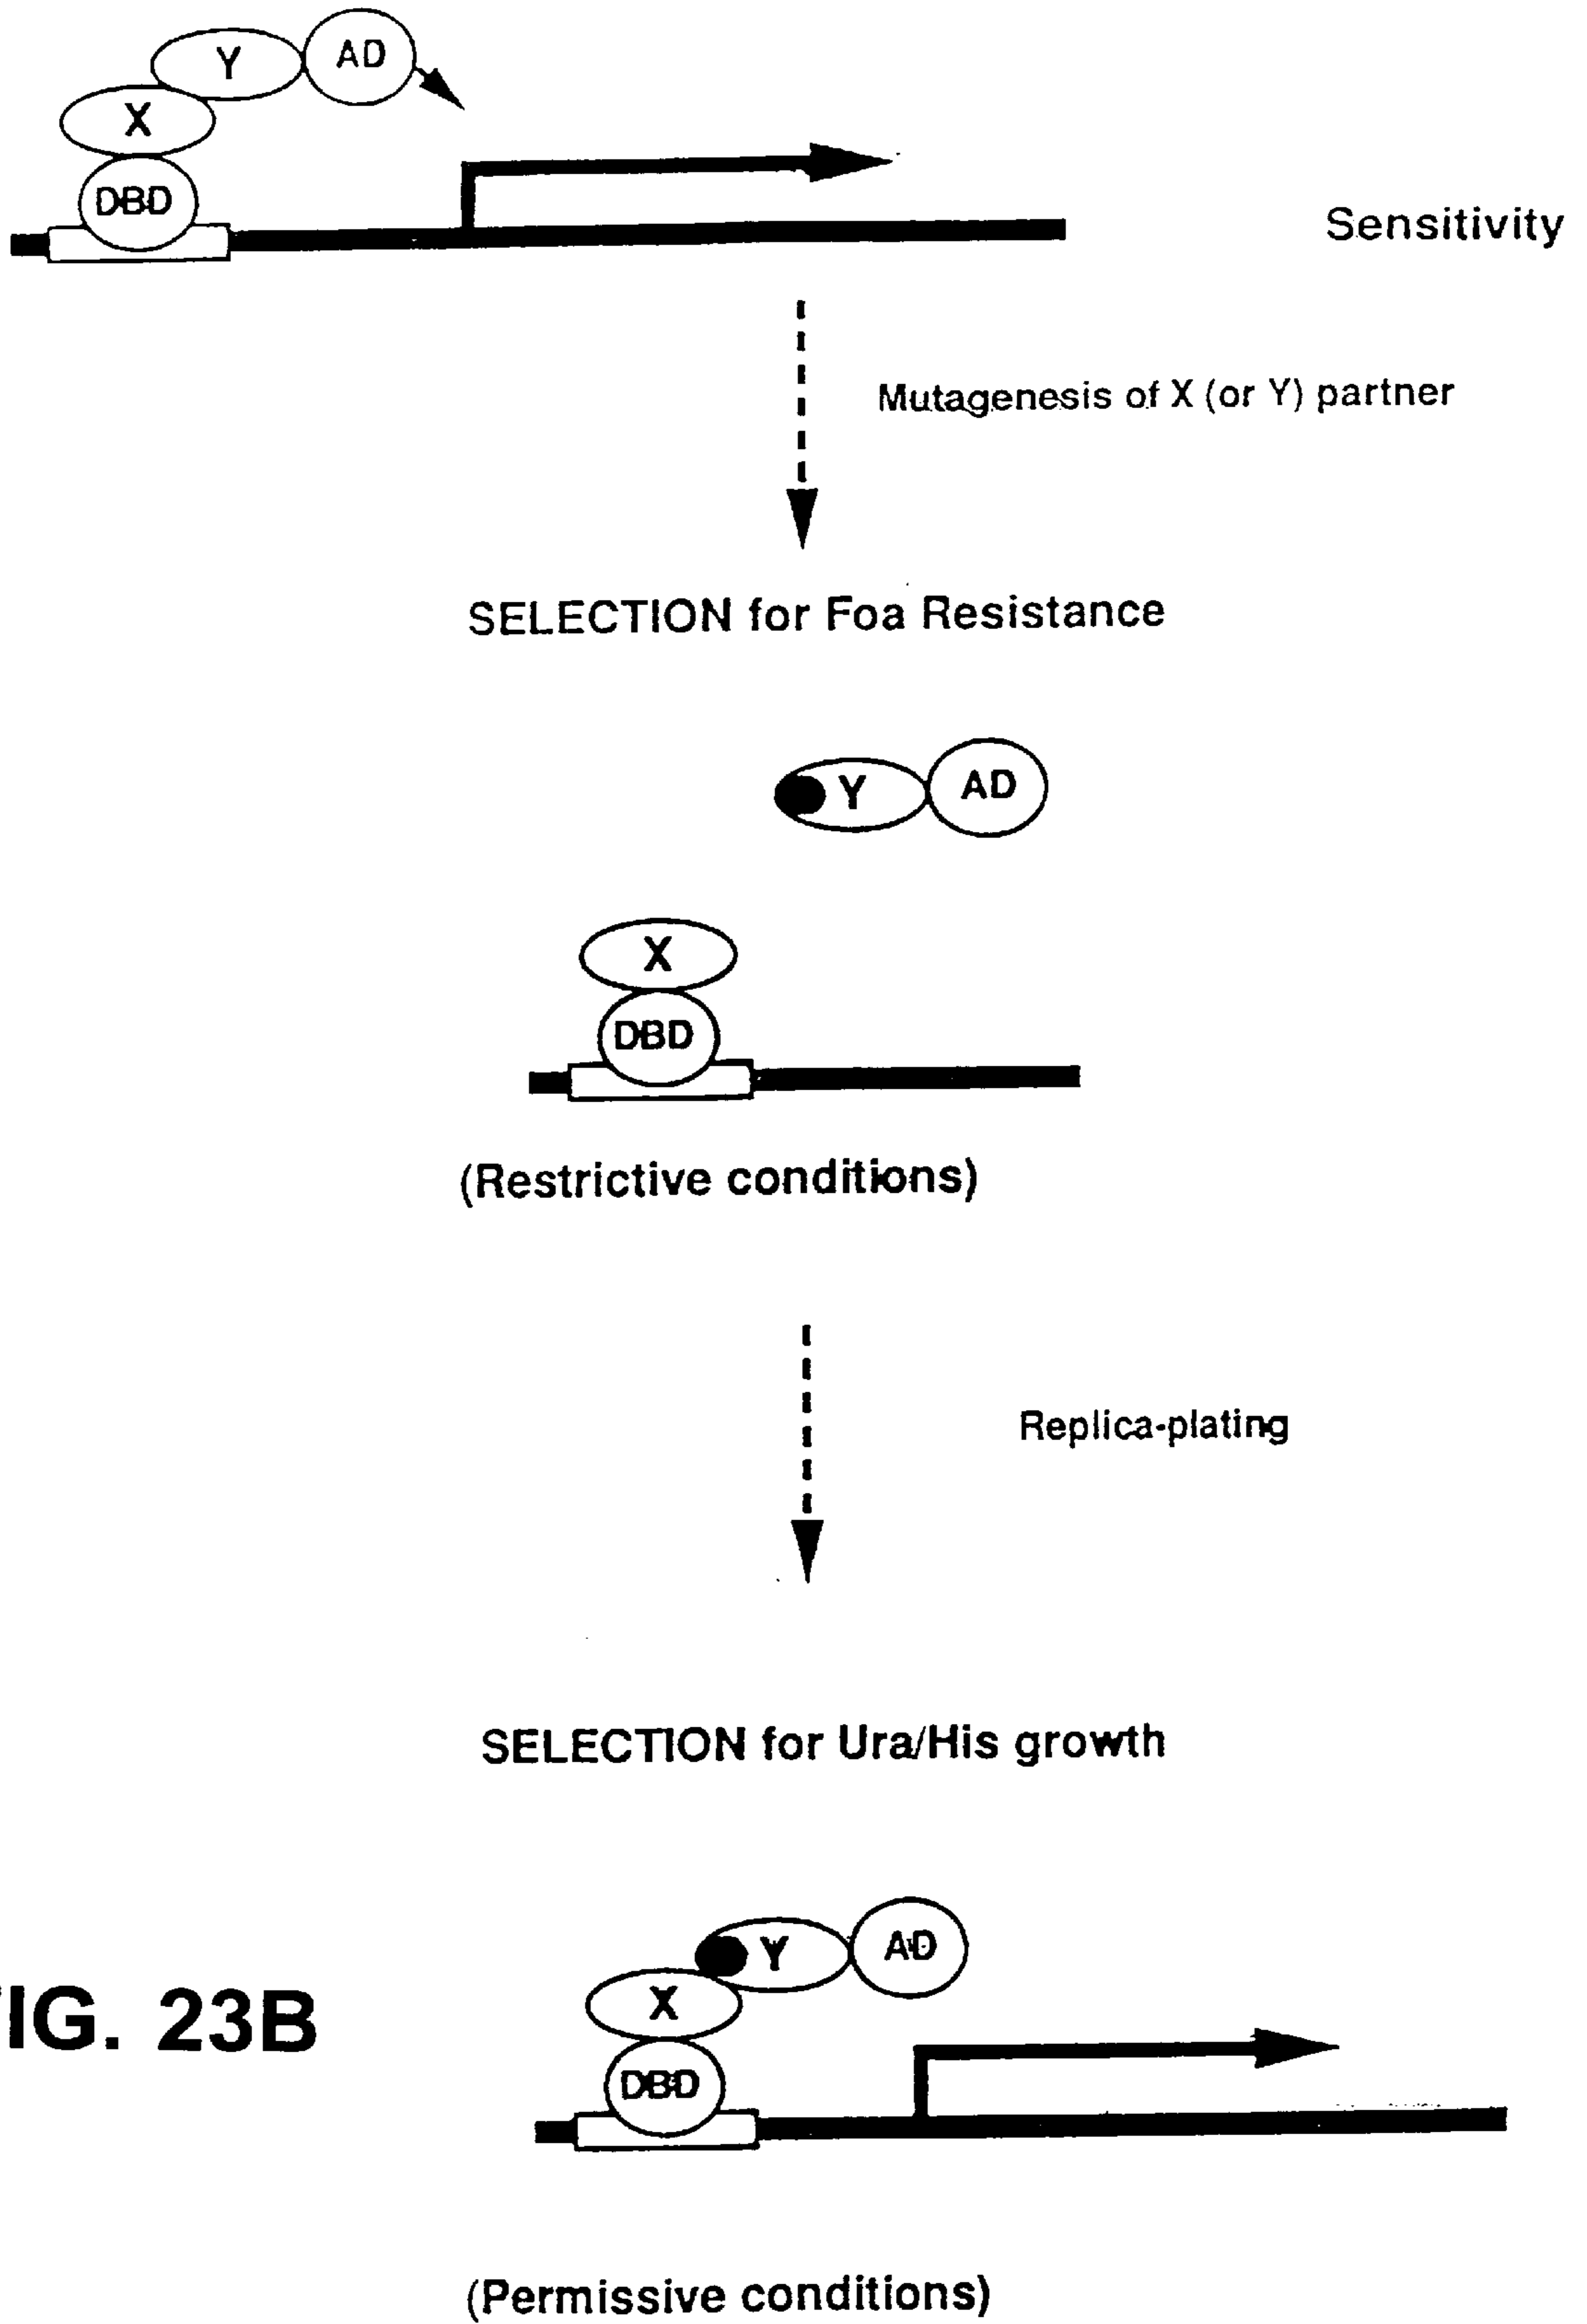 Y AD
X
DBD
Sensitivity
Mutagenesis of X (or Y) partner
SELECTION for Foa Resistance
Y AD
X
DBD
(Restrictive conditions)
Replica-plating
SELECTION for Ura/His growth
Y AD
X
IG. 23B
DBD
(Permissive conditions)